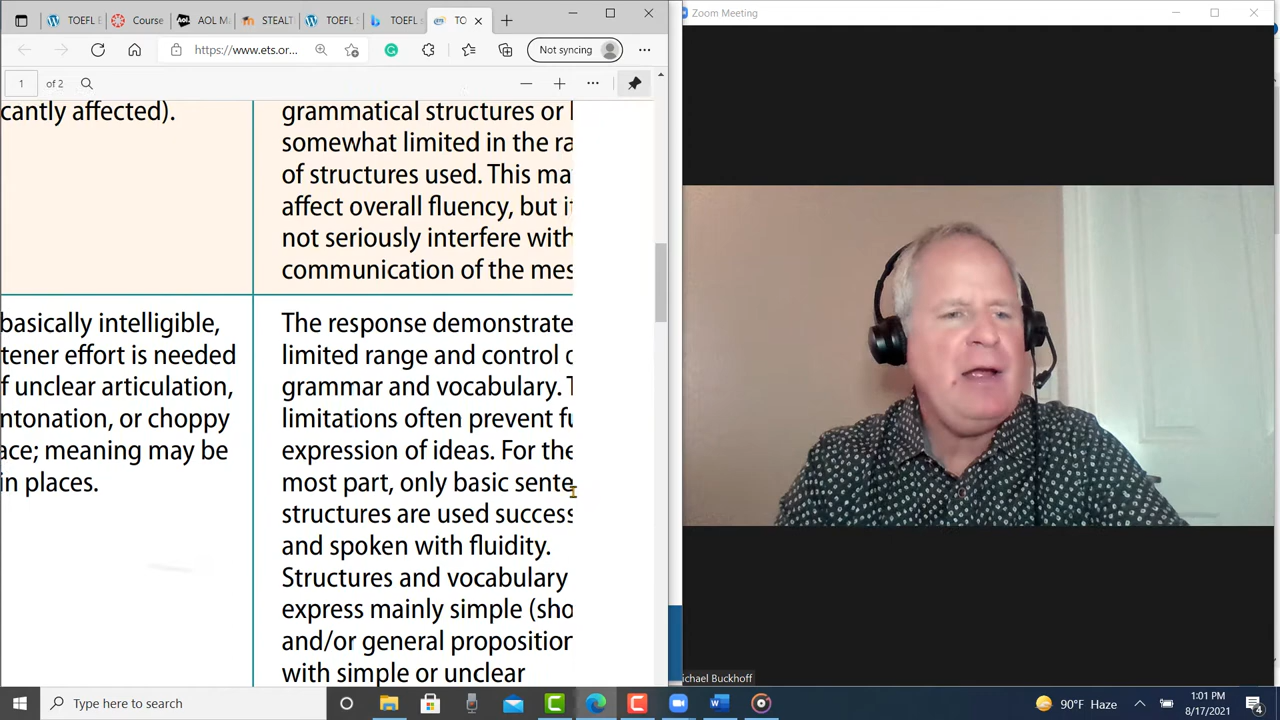 TOEFL E
Course
AOL M
STEALT
TOEFL S
TOEFL s
TO
Zoom Meeting
https://www.ets.or...
Not syncing
1 of 2
cantly affected).
grammatical structures or
somewhat limited in the ra
of structures used. This ma
affect overall fluency, but i
not seriously interfere with
communication of the mes
basically intelligible,
tener effort is needed
f unclear articulation,
ntonation, or choppy
ace; meaning may be
in places.
The response demonstrate
limited range and control
grammar and vocabulary. T
limitations often prevent fu
expression of ideas. For the
most part, only basic sente
structures are used success
and spoken with fluidity.
Structures and vocabulary
express mainly simple (sho
and/or general proposition
with simple or unclear
ichael Buckhoff
Type here to search
90°F Haze
1:01 PM
8/17/2021
4